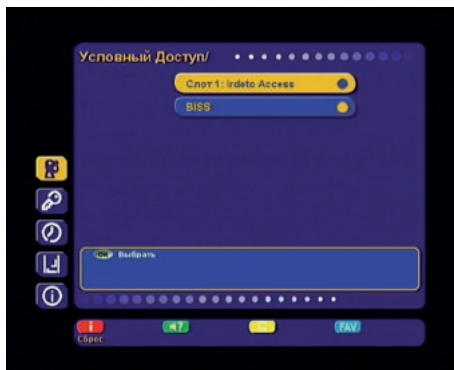 Условный Доступ/
Слот 1: Irdeto Access
BISS
OK Выбрать
i
?
FAV
Сброс